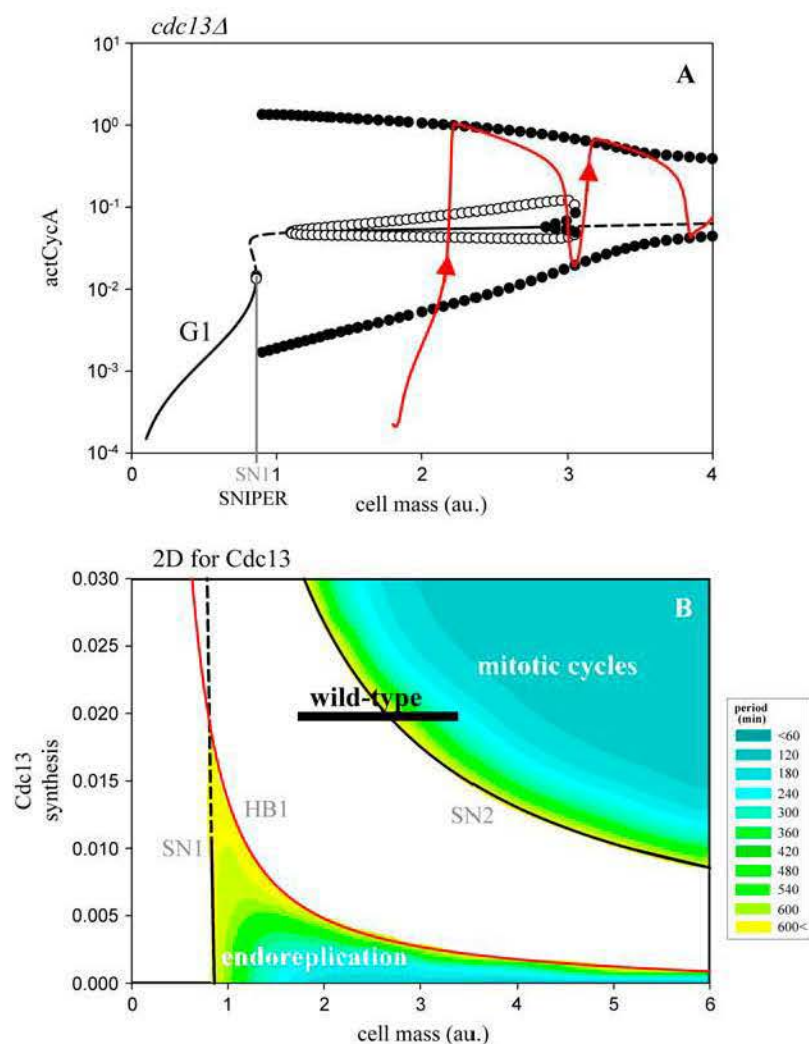 cdc13Δ
A
10¹
10⁰
10⁻¹
10⁻²
10⁻³
10⁻⁴
actCycA
G1
SN1
SNIPER
1
2
3
4
cell mass (au.)
2D for Cdc13
B
0.030
0.025
0.020
0.015
0.010
0.005
0.000
Cdc13
synthesis
mitotic cycles
wild-type
HB1
SN2
SN1
endoreplication
0
1
2
3
4
5
6
cell mass (au.)
period
(min)
<60
120
180
240
300
360
420
480
540
600
600<